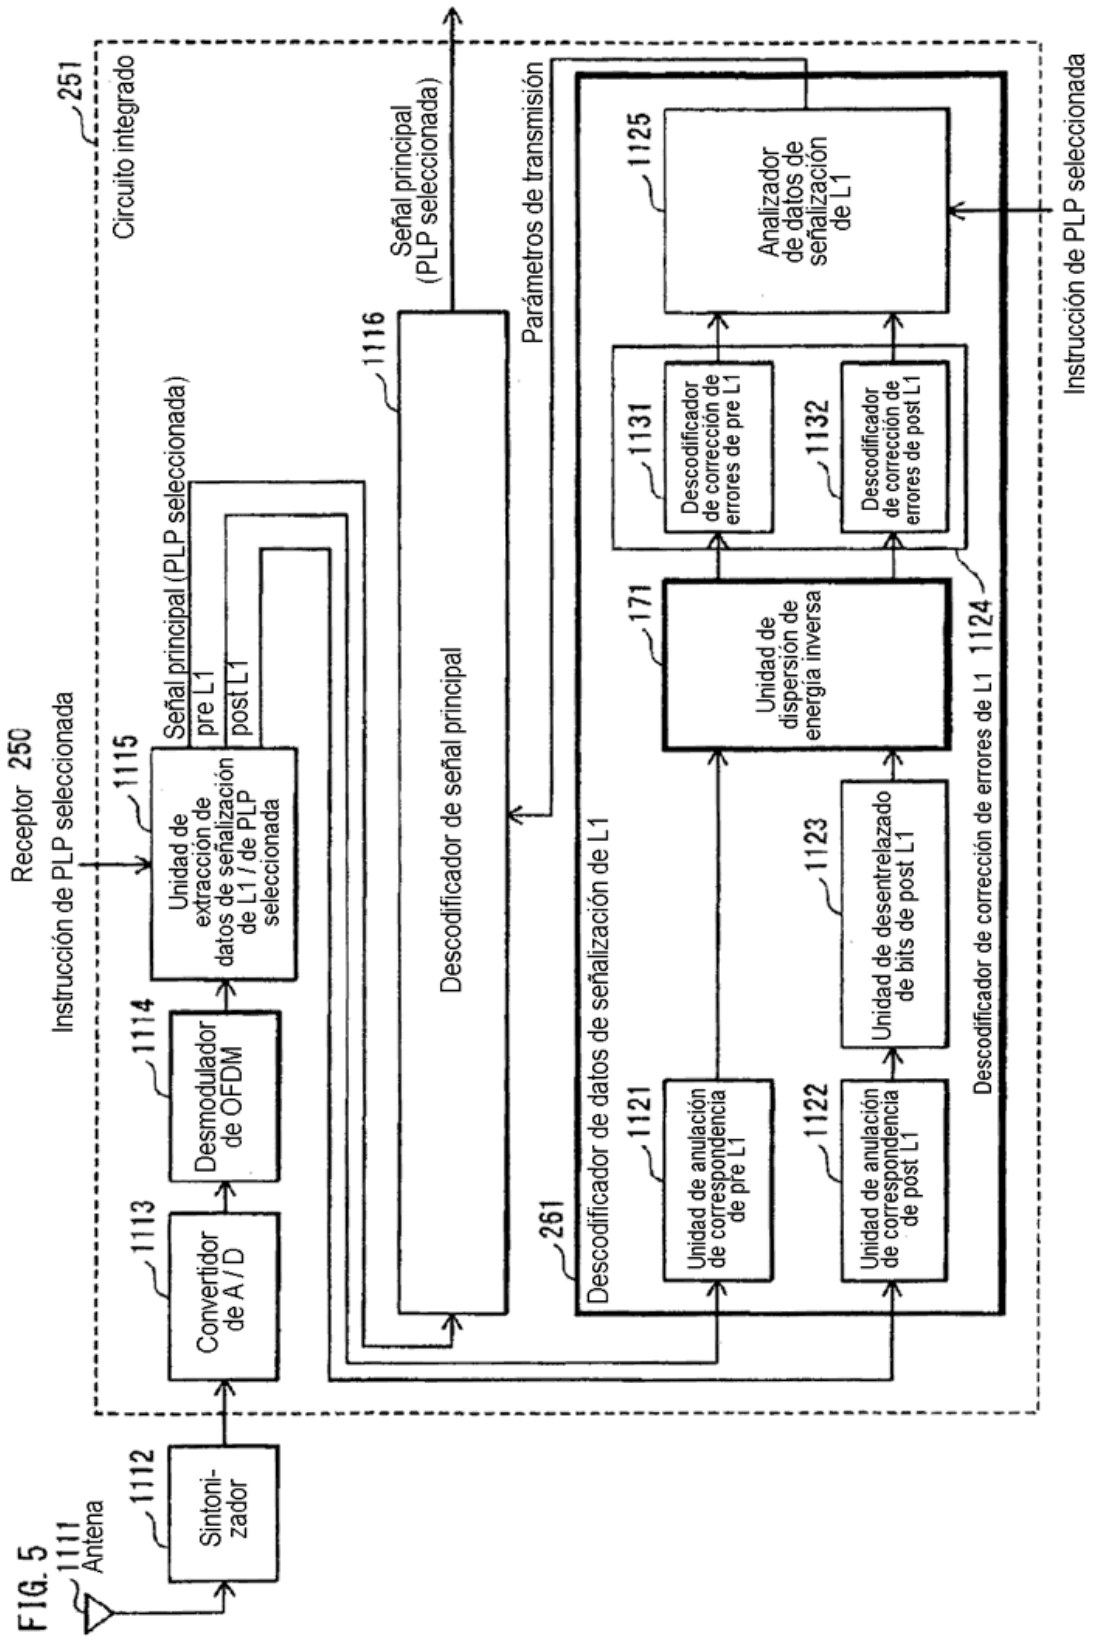 FIG. 5
Receptor 250
Instrucción de PLP seleccionada
251
Circuito integrado
1111
Antena
1112
Sintoni-
zador
1113
Convertidor
de A / D
1114
Desmodulador
de OFDM
1115
Unidad de
extracción de
datos de señalización
de L1 / de PLP
seleccionada
Señal principal (PLP seleccionada)
pre L1
post L1
1116
Descodificador de señal principal
Señal principal
(PLP seleccionada)
Parámetros de transmisión
261
Descodificador de datos de señalización de L1
1121
Unidad de anulación
de correspondencia
de pre L1
1122
Unidad de anulación
de correspondencia
de post L1
1123
Unidad de desentrelazado
de bits de post L1
171
Unidad de
dispersión de
energía inversa
1131
Descodificador
de corrección de
errores de pre L1
1132
Descodificador
de corrección de
errores de post L1
1125
Analizador
de datos de
señalización
de L1
Descodificador de corrección de errores de L1 1124
Instrucción de PLP seleccionada